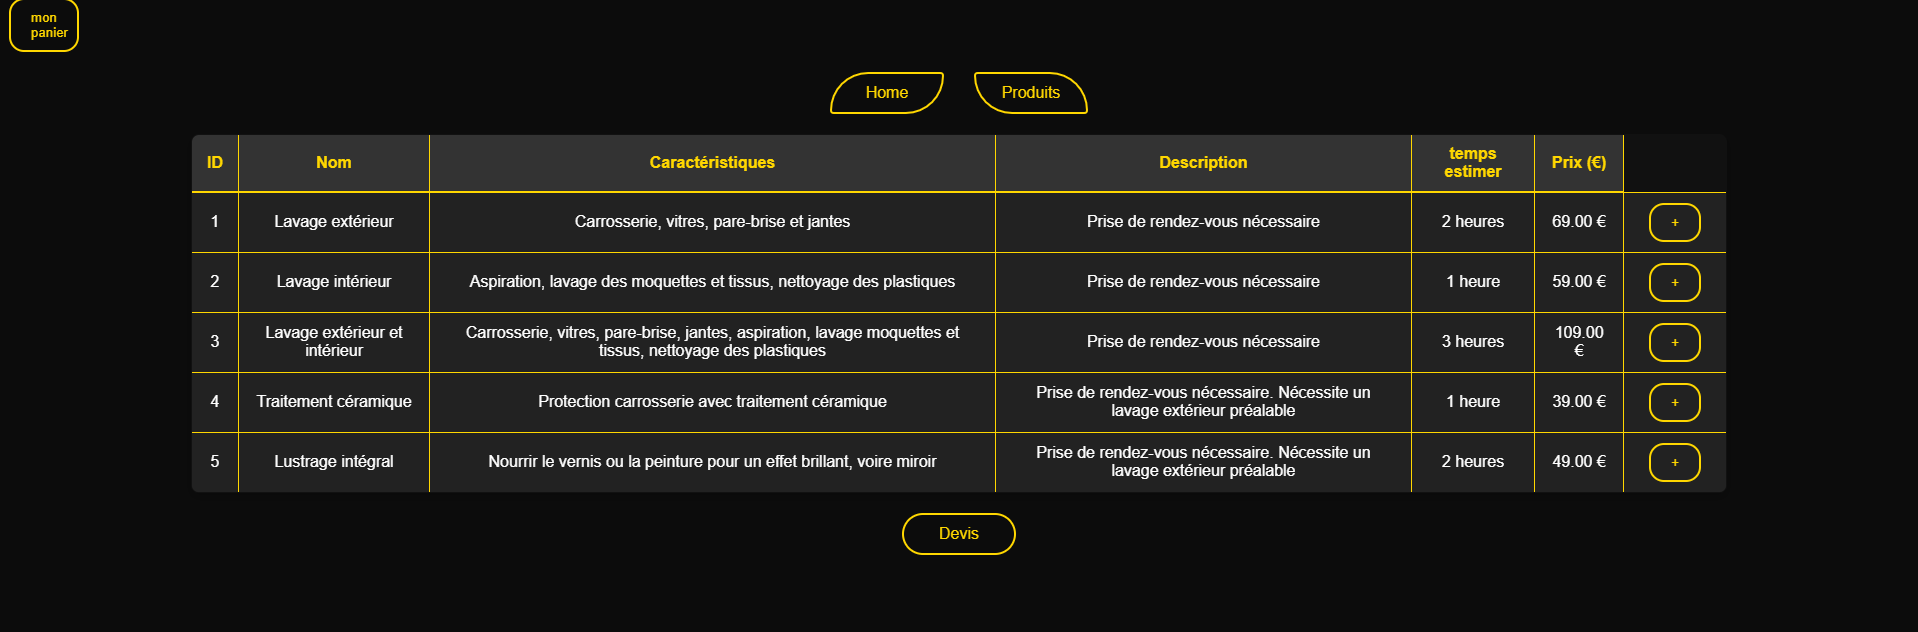 mon
panier
Home
Produits
ID
Nom
Caractéristiques
Description
temps
estimer
Prix (€)
1
Lavage extérieur
Carrosserie, vitres, pare-brise et jantes
Prise de rendez-vous nécessaire
2 heures
69.00 €
+
2
Lavage intérieur
Aspiration, lavage des moquettes et tissus, nettoyage des plastiques
Prise de rendez-vous nécessaire
1 heure
59.00 €
+
3
Lavage extérieur et
intérieur
Carrosserie, vitres, pare-brise, jantes, aspiration, lavage moquettes et
tissus, nettoyage des plastiques
Prise de rendez-vous nécessaire
3 heures
109.00
€
+
4
Traitement céramique
Protection carrosserie avec traitement céramique
Prise de rendez-vous nécessaire. Nécessite un
lavage extérieur préalable
1 heure
39.00 €
+
5
Lustrage intégral
Nourrir le vernis ou la peinture pour un effet brillant, voire miroir
Prise de rendez-vous nécessaire. Nécessite un
lavage extérieur préalable
2 heures
49.00 €
+
Devis